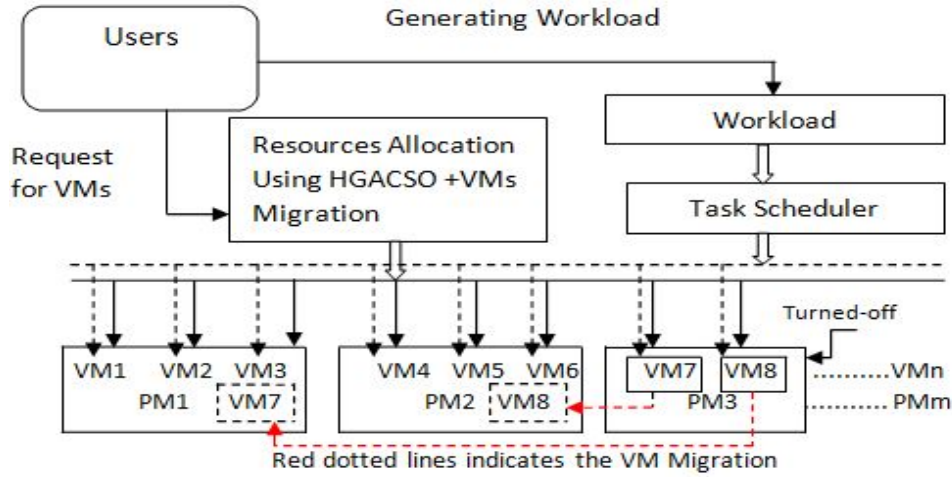 Generating Workload
Users
Workload
Request
for VMs
Resources Allocation
Using HGACSO +VMs
Migration
Task Scheduler
Turned-off
VM1 VM2 VM3
VM4 VM5 VM6
VM7 VM8
VMn
PM1 VM7
PM2 VM8
PM3
PMm
Red dotted lines indicates the VM Migration